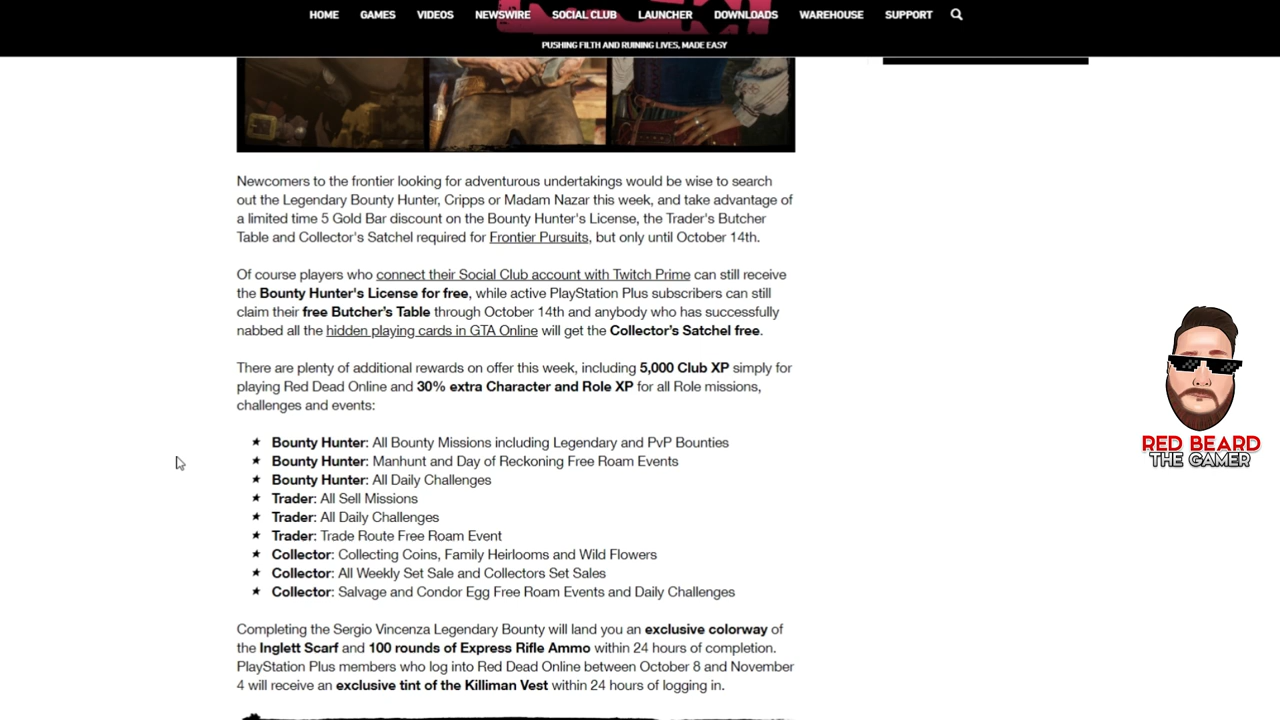 HOME GAMES VIDEOS NEWSWIRE SOCIAL CLUB LAUNCHER DOWNLOADS WAREHOUSE SUPPORT
PUSHING FILTH AND RUINING LIVES, MADE EASY
Newcomers to the frontier looking for adventurous undertakings would be wise to search
out the Legendary Bounty Hunter, Cripps or Madam Nazar this week, and take advantage of
a limited time 5 Gold Bar discount on the Bounty Hunter's License, the Trader's Butcher
Table and Collector's Satchel required for Frontier Pursuits, but only until October 14th.
Of course players who connect their Social Club account with Twitch Prime can still receive
the Bounty Hunter's License for free, while active PlayStation Plus subscribers can still
claim their free Butcher's Table through October 14th and anybody who has successfully
nabbed all the hidden playing cards in GTA Online will get the Collector's Satchel free.
There are plenty of additional rewards on offer this week, including 5,000 Club XP simply for
playing Red Dead Online and 30% extra Character and Role XP for all Role missions,
challenges and events:
★ Bounty Hunter: All Bounty Missions including Legendary and PvP Bounties
★ Bounty Hunter: Manhunt and Day of Reckoning Free Roam Events
★ Bounty Hunter: All Daily Challenges
★ Trader: All Sell Missions
★ Trader: All Daily Challenges
★ Trader: Trade Route Free Roam Event
★ Collector: Collecting Coins, Family Heirlooms and Wild Flowers
★ Collector: All Weekly Set Sale and Collectors Set Sales
★ Collector: Salvage and Condor Egg Free Roam Events and Daily Challenges
Completing the Sergio Vincenza Legendary Bounty will land you an exclusive colorway of
the Inglett Scarf and 100 rounds of Express Rifle Ammo within 24 hours of completion.
PlayStation Plus members who log into Red Dead Online between October 8 and November
4 will receive an exclusive tint of the Killiman Vest within 24 hours of logging in.
RED BEARD
THE GAMER